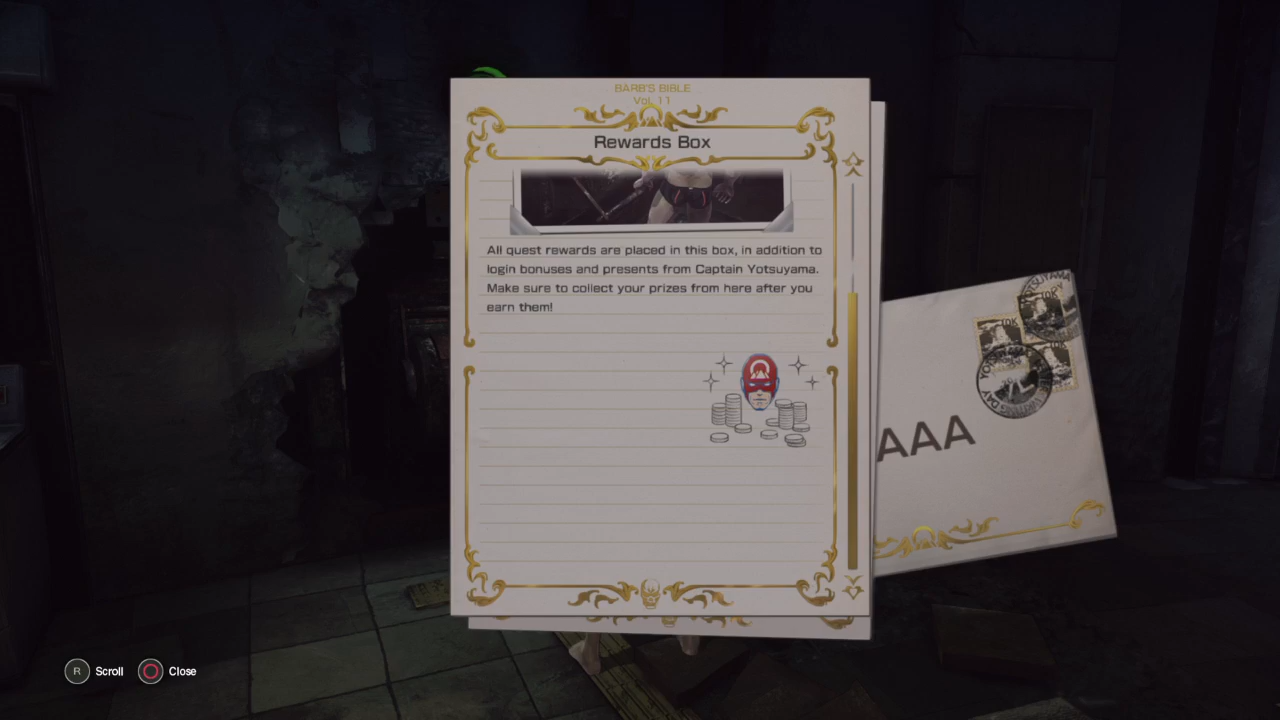 BARB'S BIBLE
Vol. 11
Rewards Box
All quest rewards are placed in this box, in addition to
login bonuses and presents from Captain Yotsuyama.
Make sure to collect your prizes from here after you
earn them!
AAA
R Scroll Close